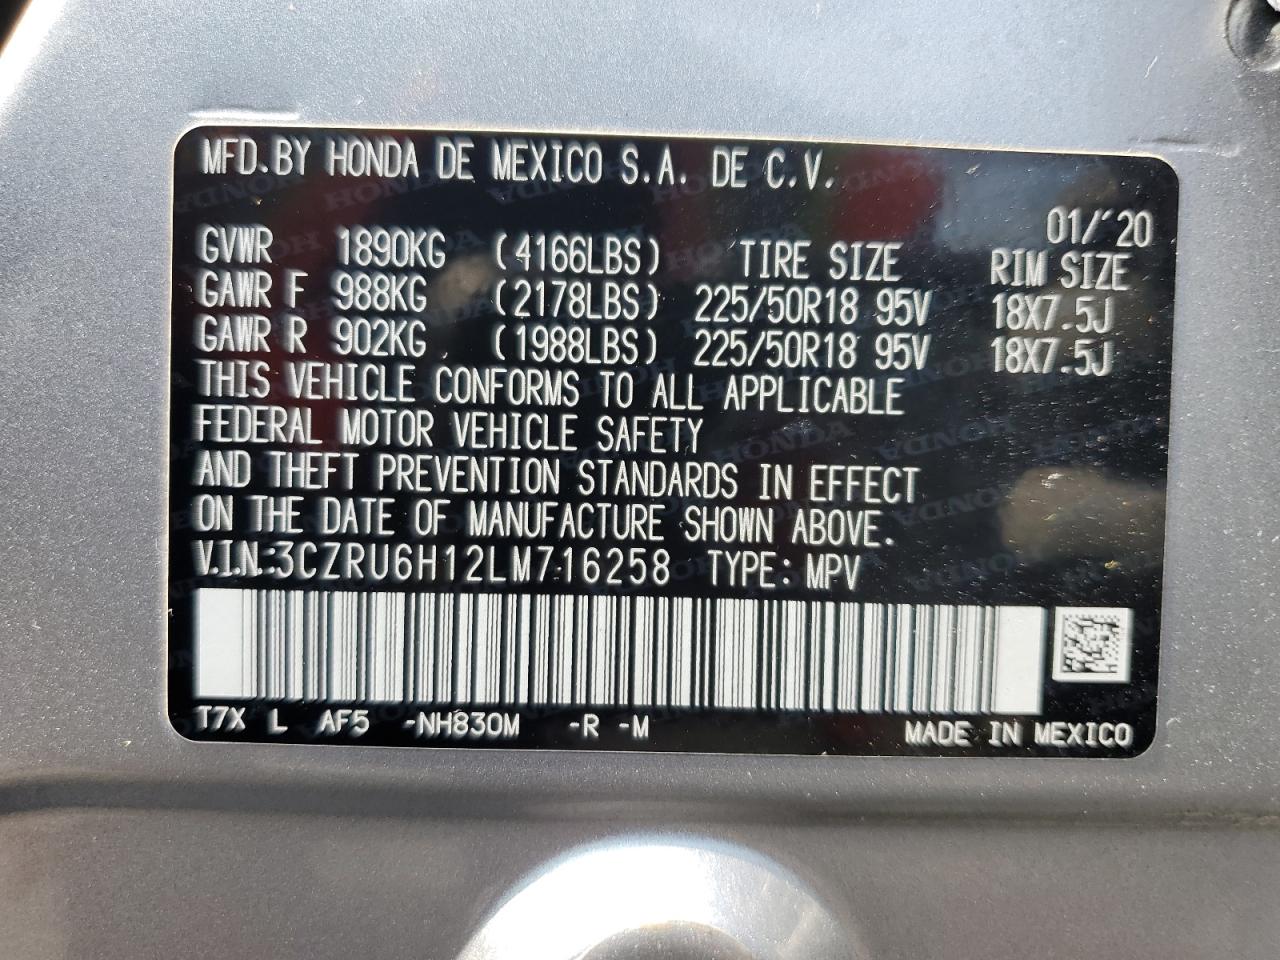 MFD.BY HONDA DE MEXICO S.A. DE C.V.
01/'20
GVWR 1890KG (4166LBS) TIRE SIZE RIM SIZE
GAWR F 988KG (2178LBS) 225/50R18 95V 18X7.5J
GAWR R 902KG (1988LBS) 225/50R18 95V 18X7.5J
THIS VEHICLE CONFORMS TO ALL APPLICABLE
FEDERAL MOTOR VEHICLE SAFETY
AND THEFT PREVENTION STANDARDS IN EFFECT
ON THE DATE OF MANUFACTURE SHOWN ABOVE.
V.I.N.:3CZRU6H12LM716258 TYPE: MPV
T7X L AF5 -NH830M -R -M MADE IN MEXICO